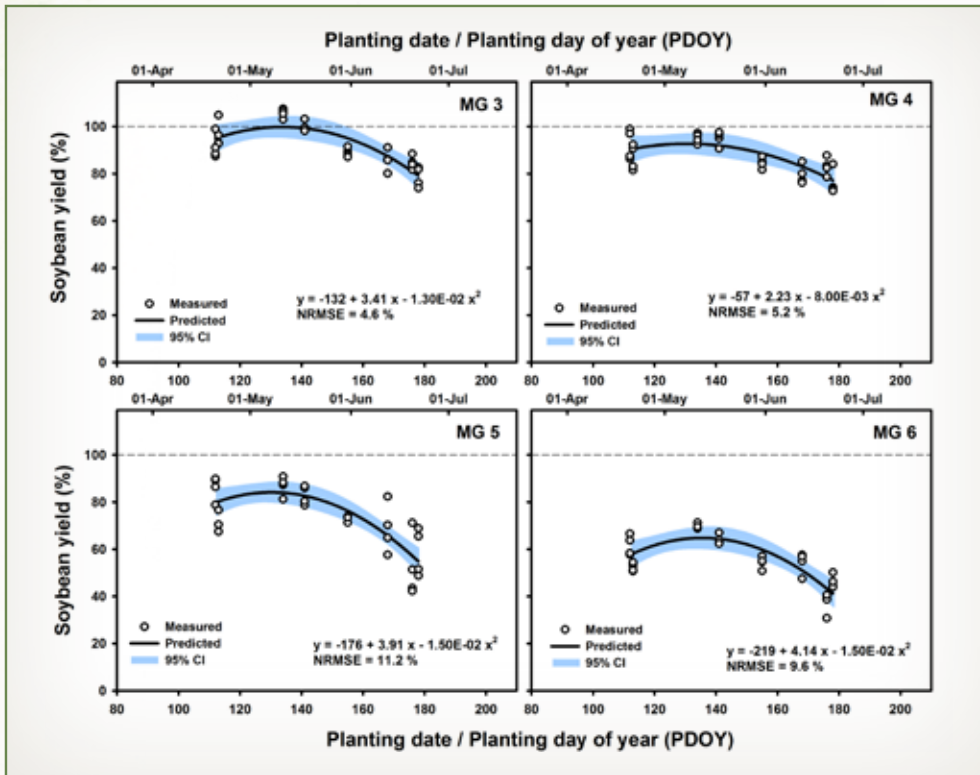 Planting date / Planting day of year (PDOY)
01-Apr 01-May 01-Jun 01-Jul
01-Apr 01-May 01-Jun 01-Jul
Soybean yield (%)
100
80
60
40
20
0
MG 3
Measured
Predicted
95% CI
y = -132 + 3.41 x - 1.30E-02 x²
NRMSE = 4.6 %
80 100 120 140 160 180 200
MG 4
Measured
Predicted
95% CI
y = -57 + 2.23 x - 8.00E-03 x²
NRMSE = 5.2 %
80 100 120 140 160 180 200
01-Apr 01-May 01-Jun 01-Jul
01-Apr 01-May 01-Jun 01-Jul
Soybean yield (%)
100
80
60
40
20
0
MG 5
Measured
Predicted
95% CI
y = -176 + 3.91 x - 1.50E-02 x²
NRMSE = 11.2 %
80 100 120 140 160 180 200
MG 6
Measured
Predicted
95% CI
y = -219 + 4.14 x - 1.50E-02 x²
NRMSE = 9.6 %
80 100 120 140 160 180 200
Planting date / Planting day of year (PDOY)